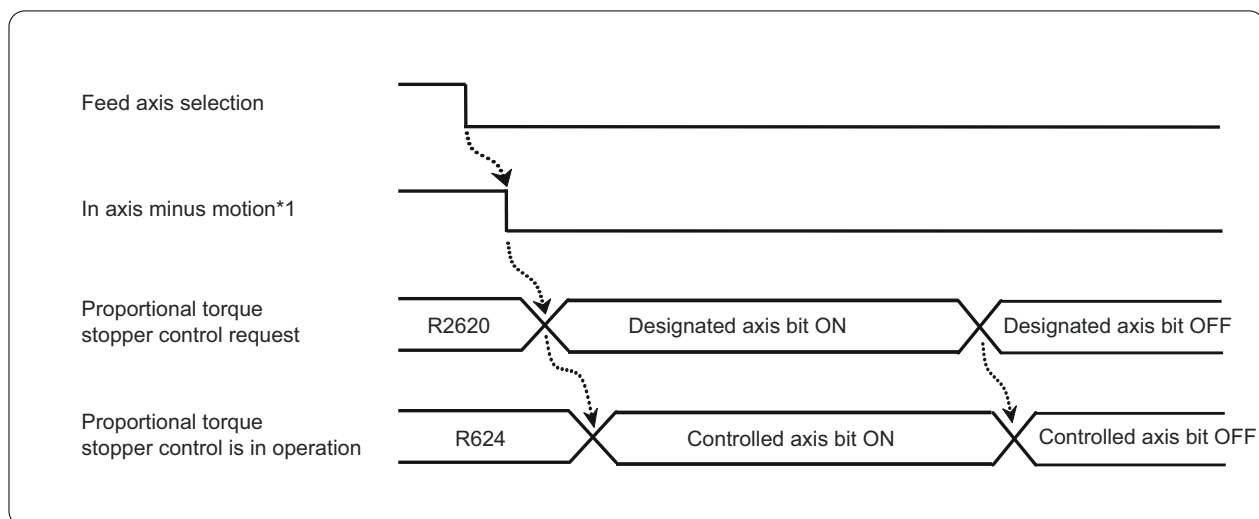 Feed axis selection
In axis minus motion*1
Proportional torque
stopper control request
R2620
Designated axis bit ON
Designated axis bit OFF
Proportional torque
stopper control is in operation
R624
Controlled axis bit ON
Controlled axis bit OFF